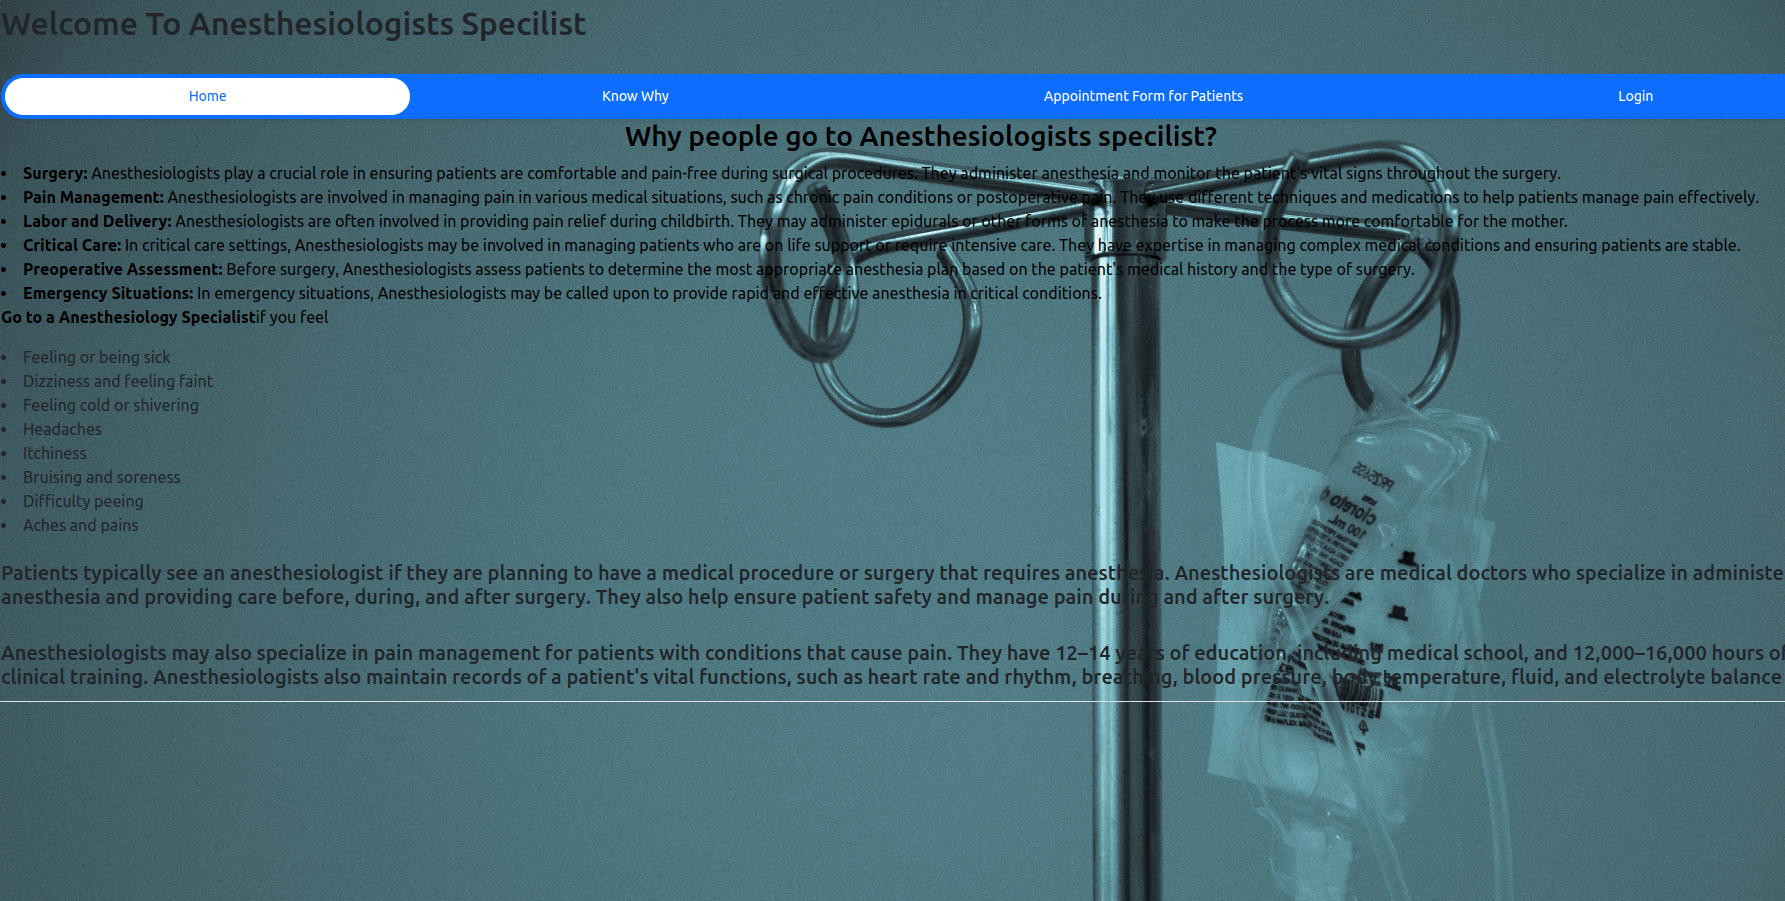 Welcome To Anesthesiologists Specilist
Home Know Why Appointment Form for Patients Login
Why people go to Anesthesiologists specilist?
• Surgery: Anesthesiologists play a crucial role in ensuring patients are comfortable and pain-free during surgical procedures. They administer anesthesia and monitor the patient's vital signs throughout the surgery.
• Pain Management: Anesthesiologists are involved in managing pain in various medical situations, such as chronic pain conditions or postoperative pain. They use different techniques and medications to help patients manage pain effectively.
• Labor and Delivery: Anesthesiologists are often involved in providing pain relief during childbirth. They may administer epidurals or other forms of anesthesia to make the process more comfortable for the mother.
• Critical Care: In critical care settings, Anesthesiologists may be involved in managing patients who are on life support or require intensive care. They have expertise in managing complex medical conditions and ensuring patients are stable.
• Preoperative Assessment: Before surgery, Anesthesiologists assess patients to determine the most appropriate anesthesia plan based on the patient's medical history and the type of surgery.
• Emergency Situations: In emergency situations, Anesthesiologists may be called upon to provide rapid and effective anesthesia in critical conditions.
Go to a Anesthesiology Specialistif you feel
• Feeling or being sick
• Dizziness and feeling faint
• Feeling cold or shivering
• Headaches
• Itchiness
• Bruising and soreness
• Difficulty peeing
• Aches and pains
Patients typically see an anesthesiologist if they are planning to have a medical procedure or surgery that requires anesthesia. Anesthesiologists are medical doctors who specialize in administe
anesthesia and providing care before, during, and after surgery. They also help ensure patient safety and manage pain during and after surgery.
Anesthesiologists may also specialize in pain management for patients with conditions that cause pain. They have 12–14 years of education, including medical school, and 12,000–16,000 hours of
clinical training. Anesthesiologists also maintain records of a patient's vital functions, such as heart rate and rhythm, breathing, blood pressure, body temperature, fluid, and electrolyte balance
cloreto d
100 mL